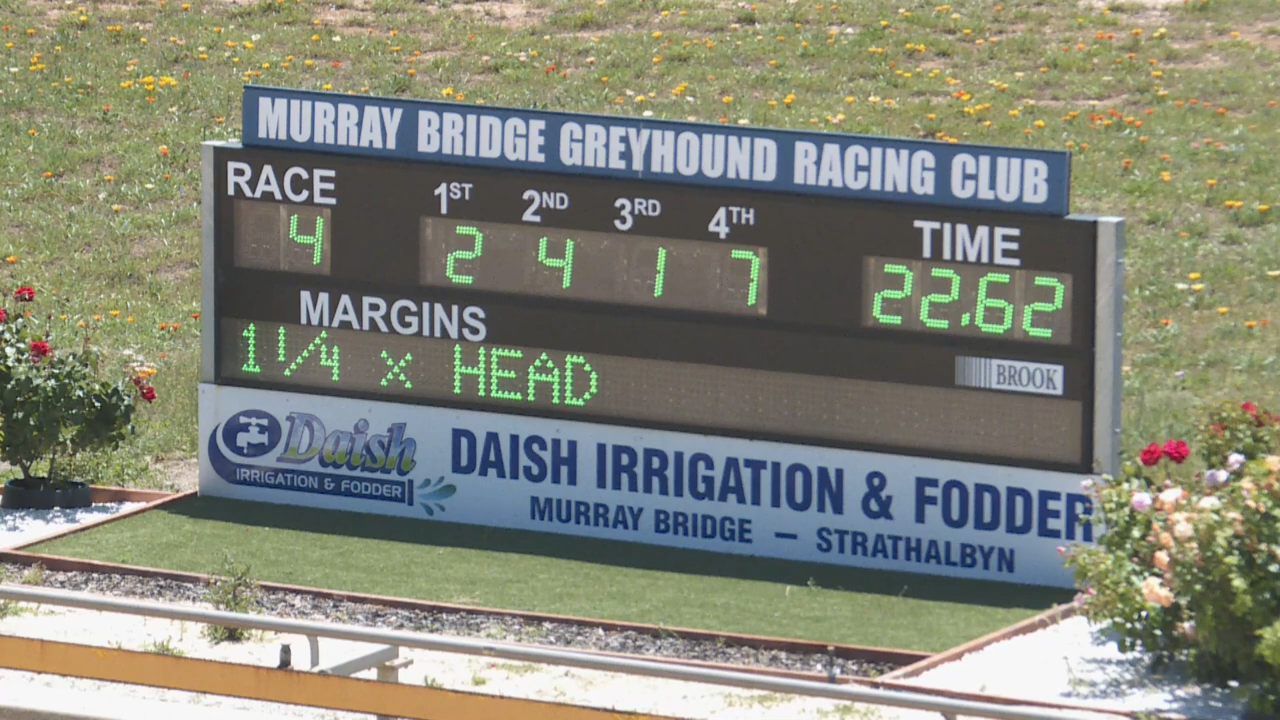 MURRAY BRIDGE GREYHOUND RACING CLUB
RACE 1ST 2ND 3RD 4TH TIME
4 2 4 1 7 22.62
MARGINS
1 1/4 x HEAD
BROOK
Daish
IRRIGATION & FODDER
DAISH IRRIGATION & FODDER
MURRAY BRIDGE – STRATHALBYN